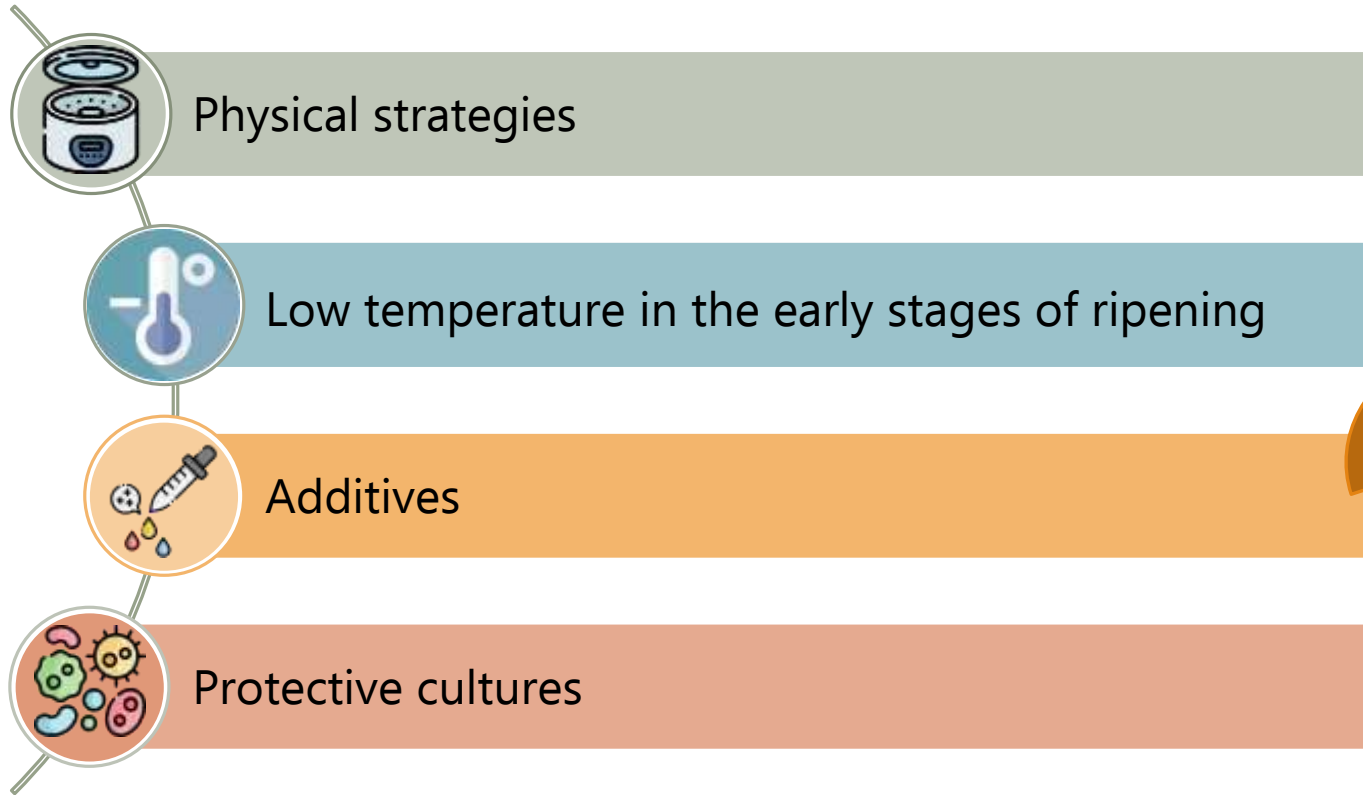 Physical strategies
Low temperature in the early stages of ripening
Additives
Protective cultures